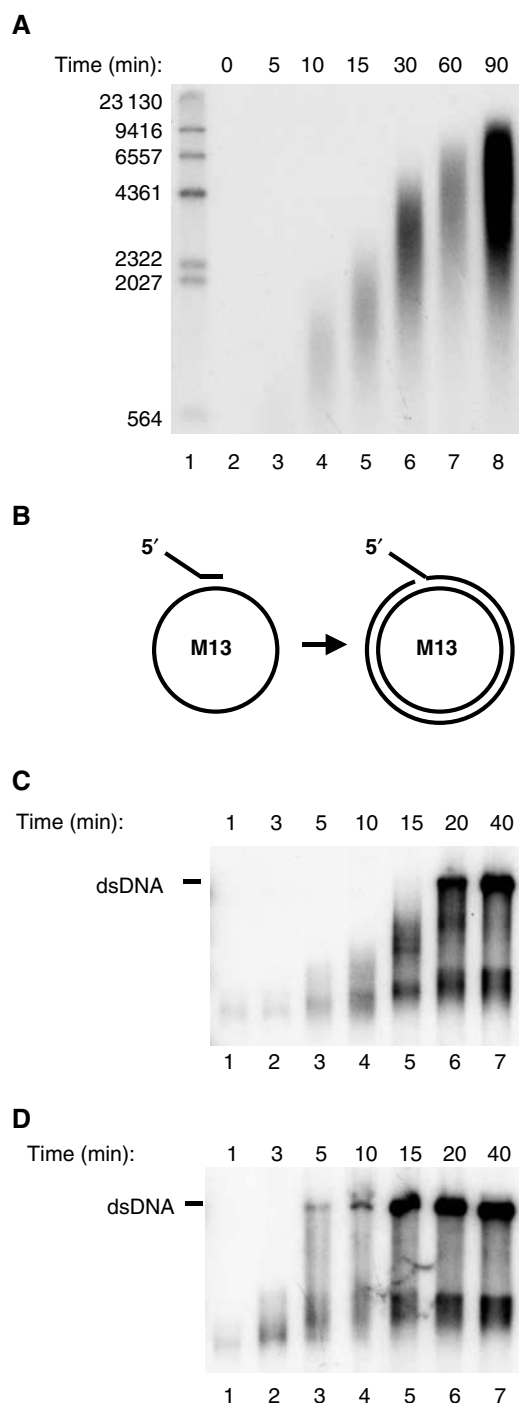 A
Time (min): 0 5 10 15 30 60 90
23 130
9416
6557
4361
2322
2027
564
1 2 3 4 5 6 7 8
B
5′ 5′
M13 M13
C
Time (min): 1 3 5 10 15 20 40
dsDNA
1 2 3 4 5 6 7
D
Time (min): 1 3 5 10 15 20 40
dsDNA
1 2 3 4 5 6 7